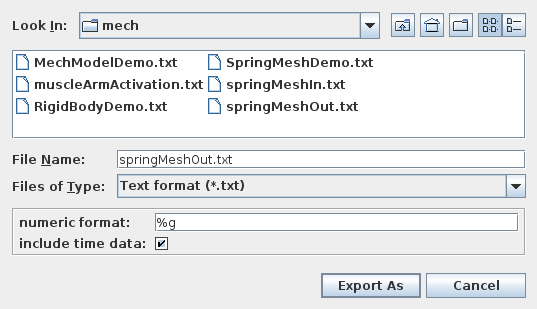 Look In: mech
MechModelDemo.txt SpringMeshDemo.txt
muscleArmActivation.txt springMeshIn.txt
RigidBodyDemo.txt springMeshOut.txt
File Name: springMeshOut.txt
Files of Type: Text format (*.txt)
numeric format: %g
include time data:
Export As Cancel